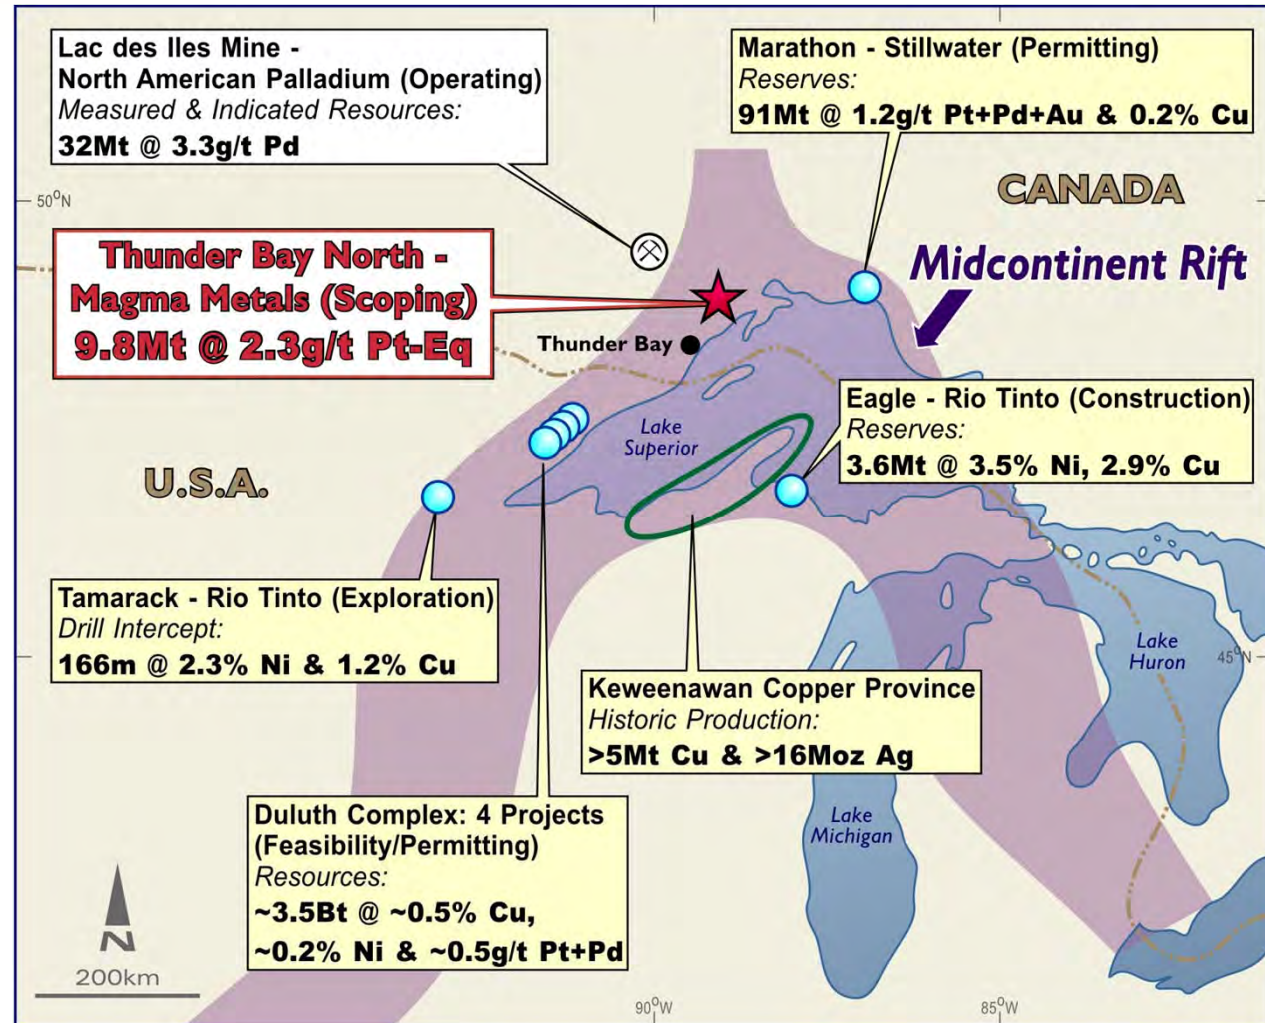 Lac des Iles Mine -
North American Palladium (Operating)
Measured & Indicated Resources:
32Mt @ 3.3g/t Pd
Marathon - Stillwater (Permitting)
Reserves:
91Mt @ 1.2g/t Pt+Pd+Au & 0.2% Cu
50°N
CANADA
Thunder Bay North -
Magma Metals (Scoping)
9.8Mt @ 2.3g/t Pt-Eq
Midcontinent Rift
Thunder Bay
Eagle - Rio Tinto (Construction)
Reserves:
3.6Mt @ 3.5% Ni, 2.9% Cu
Lake
Superior
U.S.A.
Tamarack - Rio Tinto (Exploration)
Drill Intercept:
166m @ 2.3% Ni & 1.2% Cu
Lake
Huron
45°N
Keweenawan Copper Province
Historic Production:
>5Mt Cu & >16Moz Ag
Duluth Complex: 4 Projects
(Feasibility/Permitting)
Resources:
~3.5Bt @ ~0.5% Cu,
~0.2% Ni & ~0.5g/t Pt+Pd
Lake
Michigan
N
200km
90°W
85°W